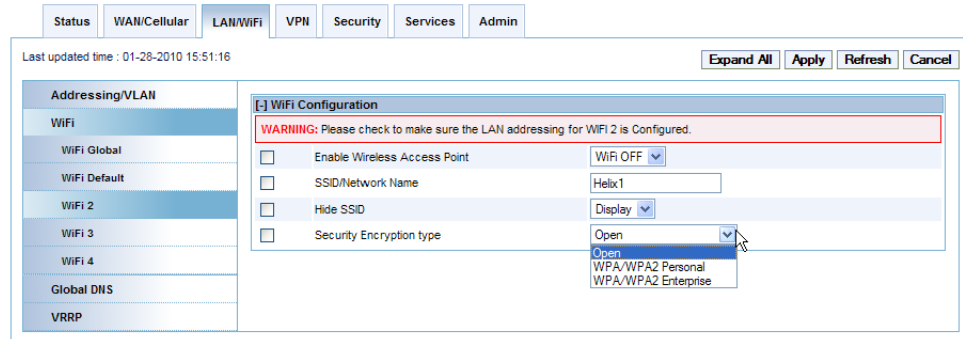 Status WAN/Cellular LAN/WiFi VPN Security Services Admin
Last updated time : 01-28-2010 15:51:16
Expand All Apply Refresh Cancel
Addressing/VLAN
WiFi
WiFi Global
WiFi Default
WiFi 2
WiFi 3
WiFi 4
Global DNS
VRRP
[-] WiFi Configuration
WARNING: Please check to make sure the LAN addressing for WIFI 2 is Configured.
Enable Wireless Access Point WiFi OFF
SSID/Network Name Helix1
Hide SSID Display
Security Encryption type Open
Open
WPA/WPA2 Personal
WPA/WPA2 Enterprise